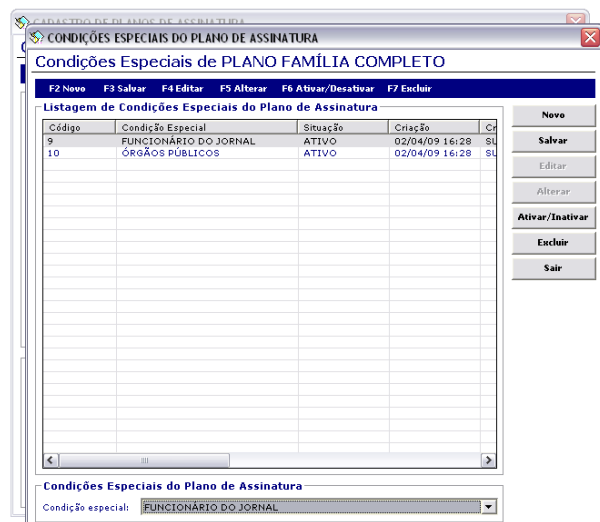 CADASTRO DE PLANOS DE ASSINATURA
CONDIÇÕES ESPECIAIS DO PLANO DE ASSINATURA
Condições Especiais de PLANO FAMÍLIA COMPLETO
F2 Novo F3 Salvar F4 Editar F5 Alterar F6 Ativar/Desativar F7 Excluir
Listagem de Condições Especiais do Plano de Assinatura
Código Condição Especial Situação Criação Cr
9 FUNCIONÁRIO DO JORNAL ATIVO 02/04/09 16:28 SU
10 ÓRGÃOS PÚBLICOS ATIVO 02/04/09 16:28 SU
Novo
Salvar
Editar
Alterar
Ativar/Inativar
Excluir
Sair
Condições Especiais do Plano de Assinatura
Condição especial: FUNCIONÁRIO DO JORNAL